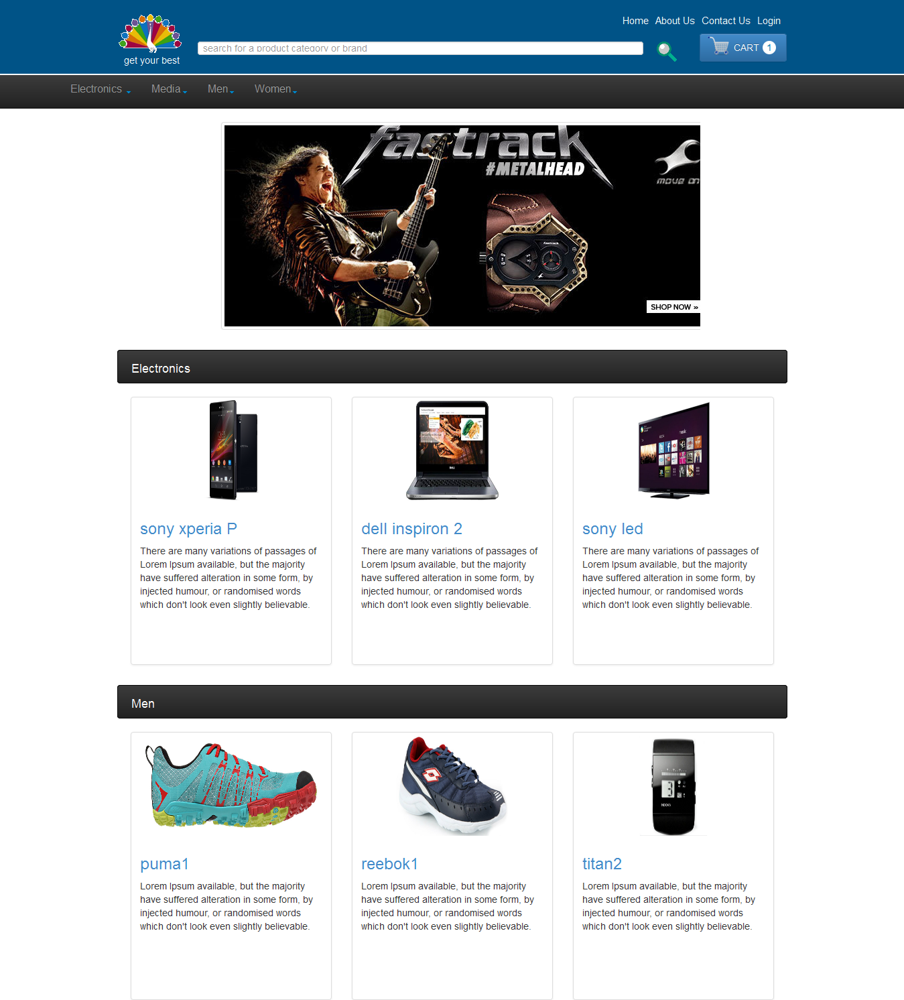 Home About Us Contact Us Login
search for a product category or brand
CART 1
get your best
Electronics Media Men Women
fastrack
#METALHEAD
move on
fastrack
SHOP NOW »
Electronics
DELL
music
sony xperia P
There are many variations of passages of
Lorem Ipsum available, but the majority
have suffered alteration in some form, by
injected humour, or randomised words
which don't look even slightly believable.
dell inspiron 2
There are many variations of passages of
Lorem Ipsum available, but the majority
have suffered alteration in some form, by
injected humour, or randomised words
which don't look even slightly believable.
sony led
There are many variations of passages of
Lorem Ipsum available, but the majority
have suffered alteration in some form, by
injected humour, or randomised words
which don't look even slightly believable.
Men
NOOKA
puma1
Lorem Ipsum available, but the majority
have suffered alteration in some form, by
injected humour, or randomised words
which don't look even slightly believable.
reebok1
Lorem Ipsum available, but the majority
have suffered alteration in some form, by
injected humour, or randomised words
which don't look even slightly believable.
titan2
Lorem Ipsum available, but the majority
have suffered alteration in some form, by
injected humour, or randomised words
which don't look even slightly believable.